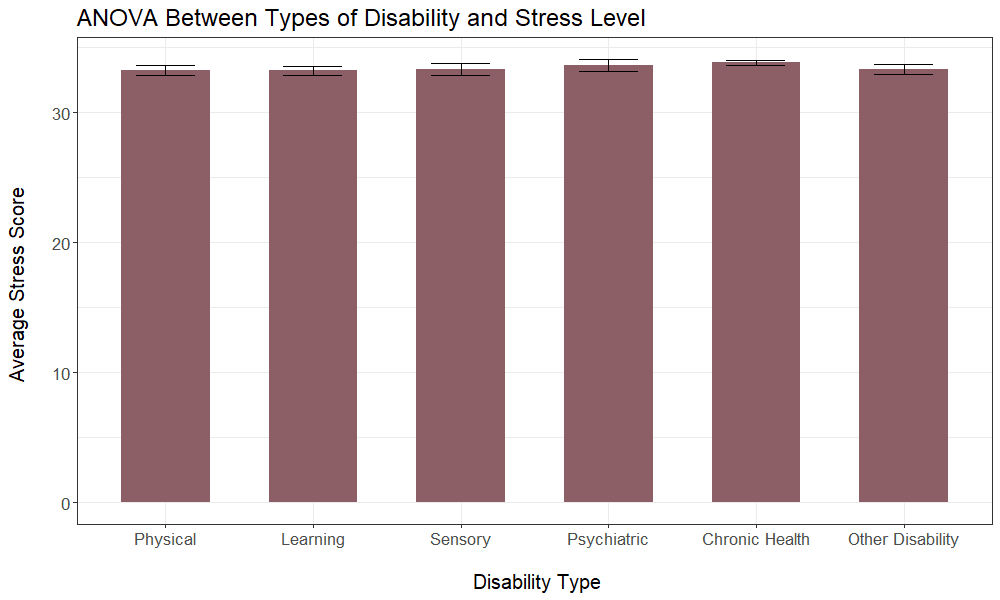 ANOVA Between Types of Disability and Stress Level
Average Stress Score
30
20
10
0
Physical Learning Sensory Psychiatric Chronic Health Other Disability
Disability Type